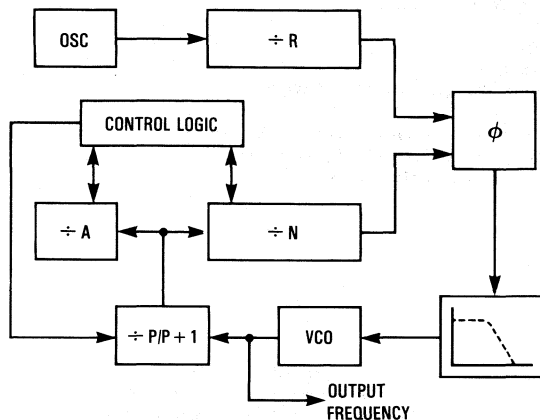 OSC
÷ R
CONTROL LOGIC
ϕ
÷ A
÷ N
÷ P/P + 1
VCO
OUTPUT
FREQUENCY